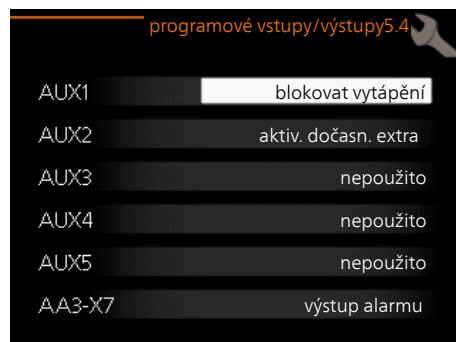 programové vstupy/výstupy5.4
AUX1 blokovat vytápění
AUX2 aktiv. dočasn. extra
AUX3 nepoužito
AUX4 nepoužito
AUX5 nepoužito
AA3-X7 výstup alarmu